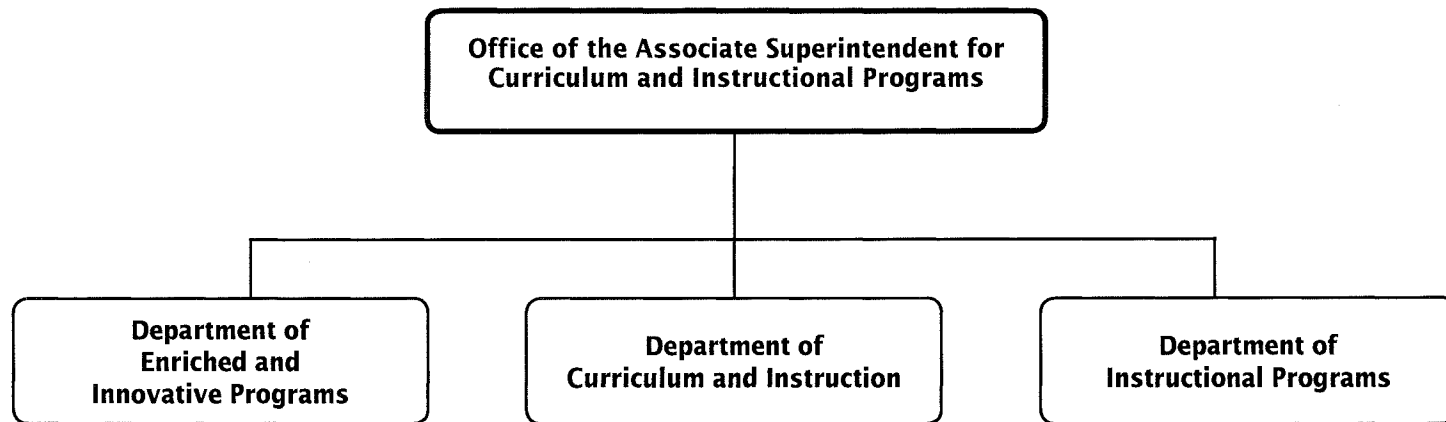 Office of the Associate Superintendent for
Curriculum and Instructional Programs
Department of
Enriched and
Innovative Programs
Department of
Curriculum and Instruction
Department of
Instructional Programs